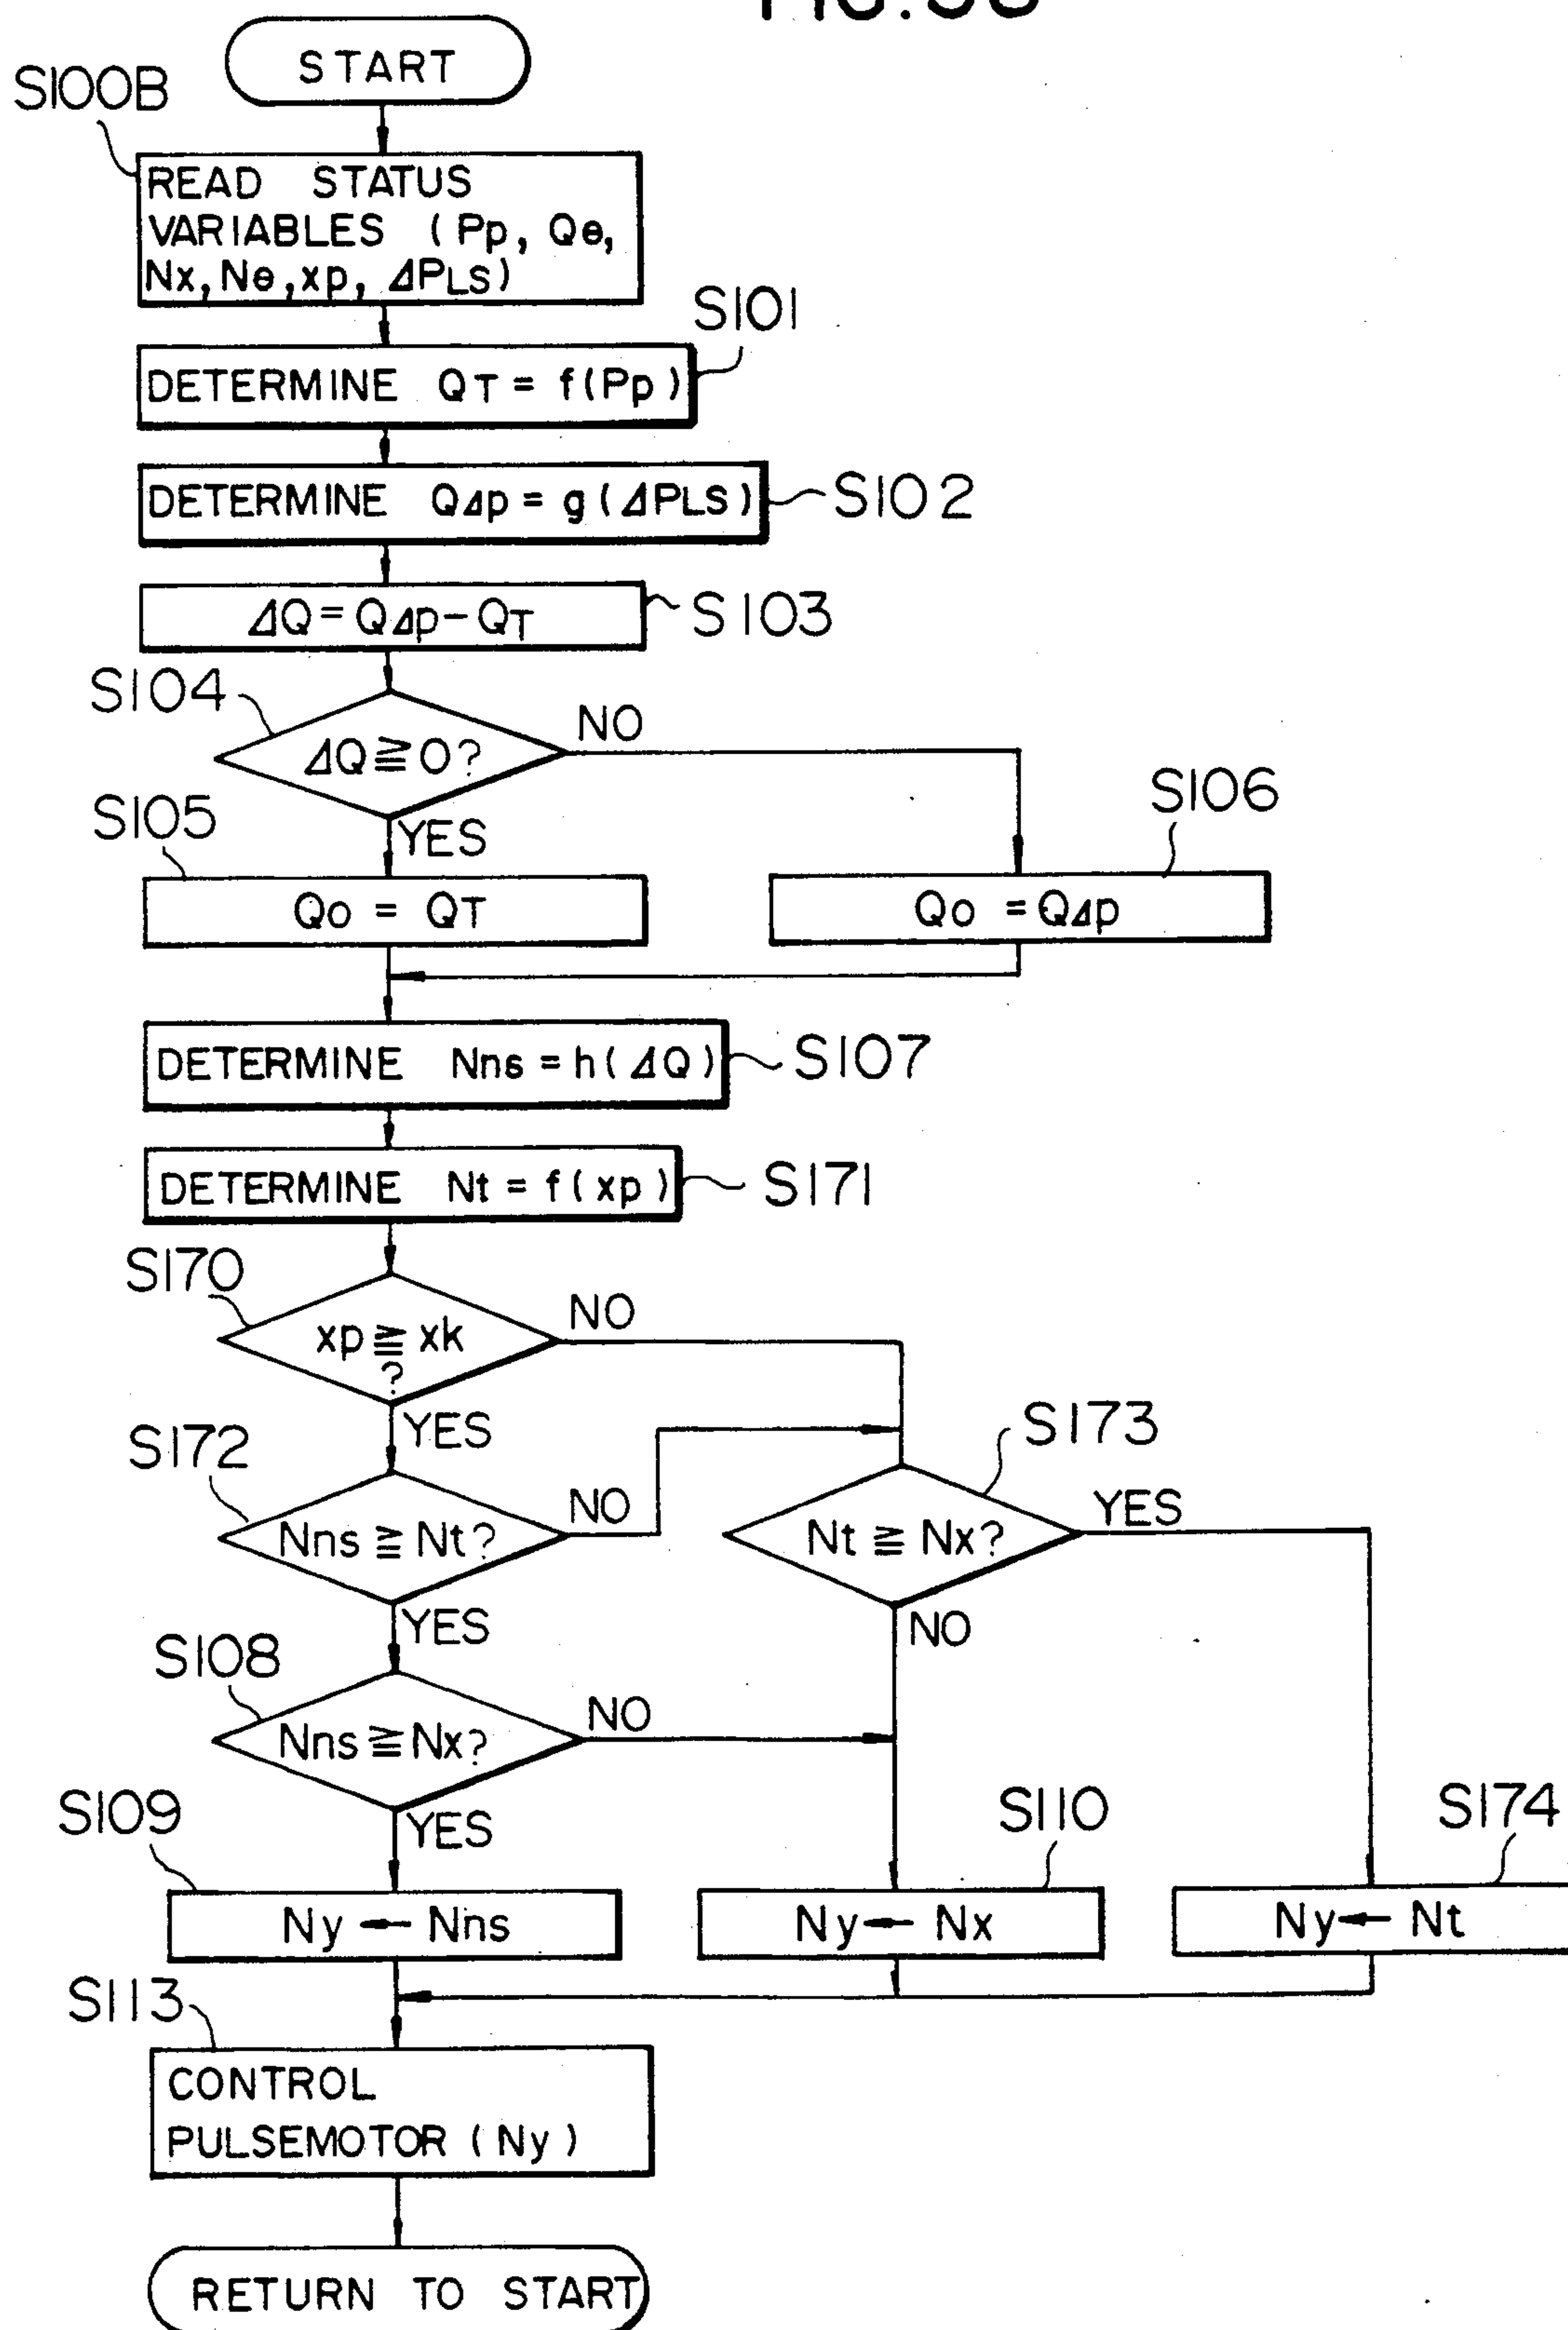 START
S100B
READ STATUS
VARIABLES (Pp, Qe,
Nx, Ne, xp, ΔPLS)
S101
DETERMINE QT = f(Pp)
DETERMINE QΔp = g(ΔPLS)
S102
ΔQ = QΔp - QT
S103
S104
ΔQ ≧ 0?
NO
YES
S105
S106
Qo = QT
Qo = QΔp
DETERMINE Nns = h(ΔQ)
S107
DETERMINE Nt = f(xp)
S171
S170
xp ≧ xk
?
NO
YES
S172
S173
Nns ≧ Nt?
NO
Nt ≧ Nx?
YES
YES
NO
S108
Nns ≧ Nx?
NO
YES
S109
S110
S174
Ny ← Nns
Ny ← Nx
Ny ← Nt
S113
CONTROL
PULSEMOTOR (Ny)
RETURN TO START